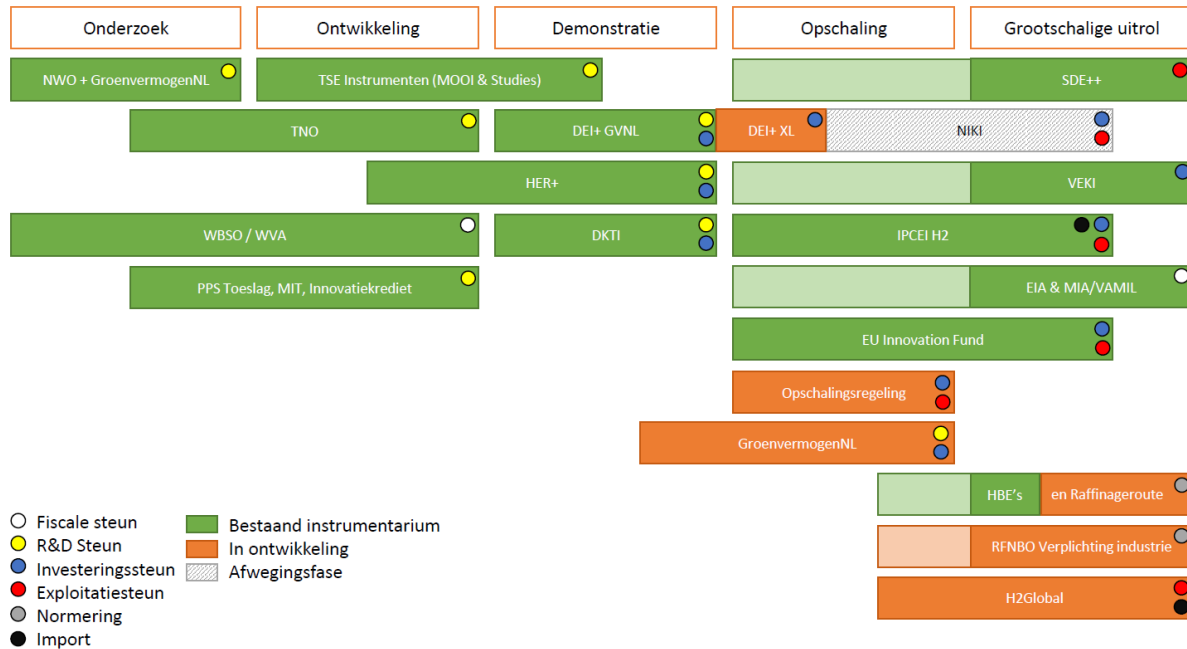 Onderzoek
Ontwikkeling
Demonstratie
Opschaling
Grootschalige uitrol
NWO + GroenvermogenNL
TSE Instrumenten (MOOI & Studies)
SDE++
TNO
DEI+ GVNL
DEI+ XL
NIKI
HER+
VEKI
WBSO / WVA
DKTI
IPCEI H2
PPS Toeslag, MIT, Innovatiekrediet
EIA & MIA/VAMIL
EU Innovation Fund
Opschalingsregeling
GroenvermogenNL
HBE's
en Raffinageroute
RFNBO Verplichting industrie
H2Global
Fiscale steun
R&D Steun
Investeringssteun
Exploitatiesteun
Normering
Import
Bestaand instrumentarium
In ontwikkeling
Afwegingsfase